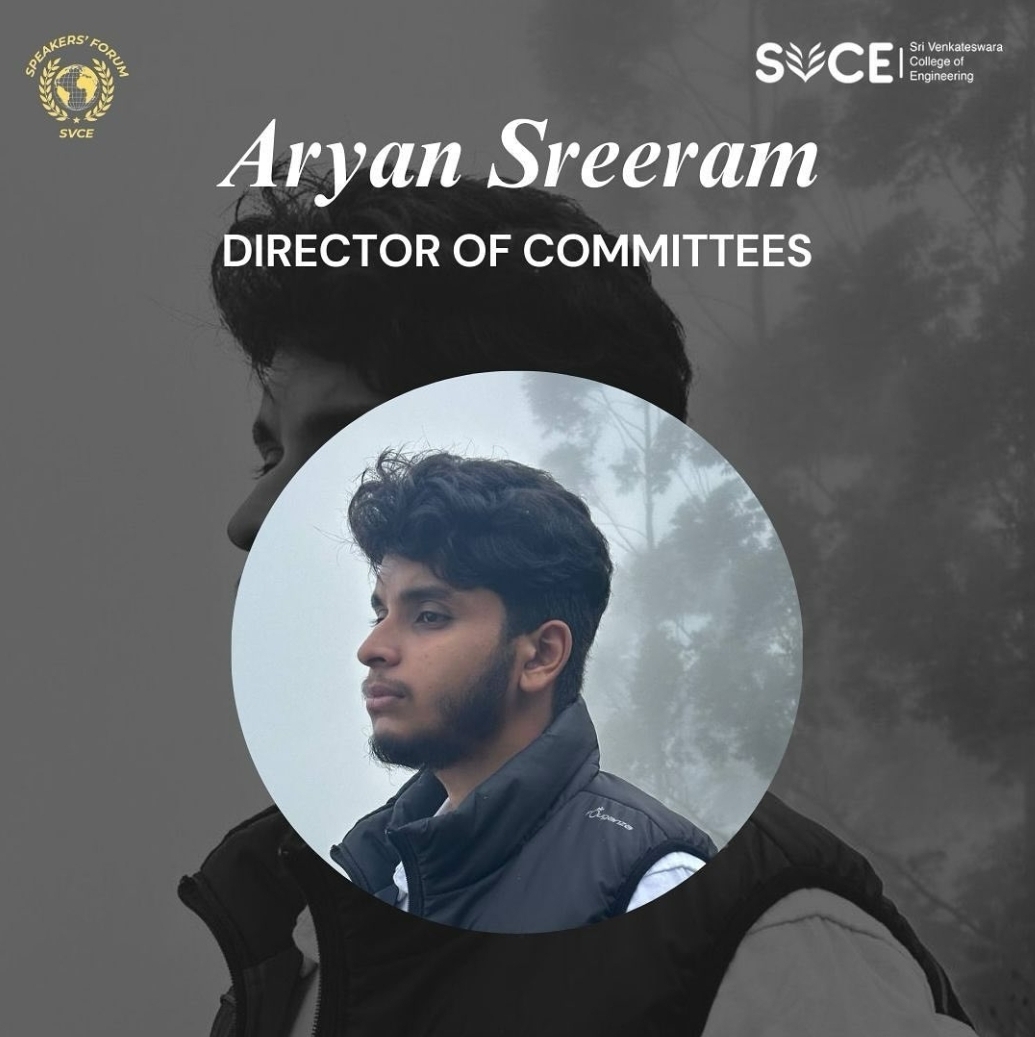 SPEAKERS' FORUM
SVCE
SVCE
Sri Venkateswara
College of
Engineering
Aryan Sreeram
DIRECTOR OF COMMITTEES